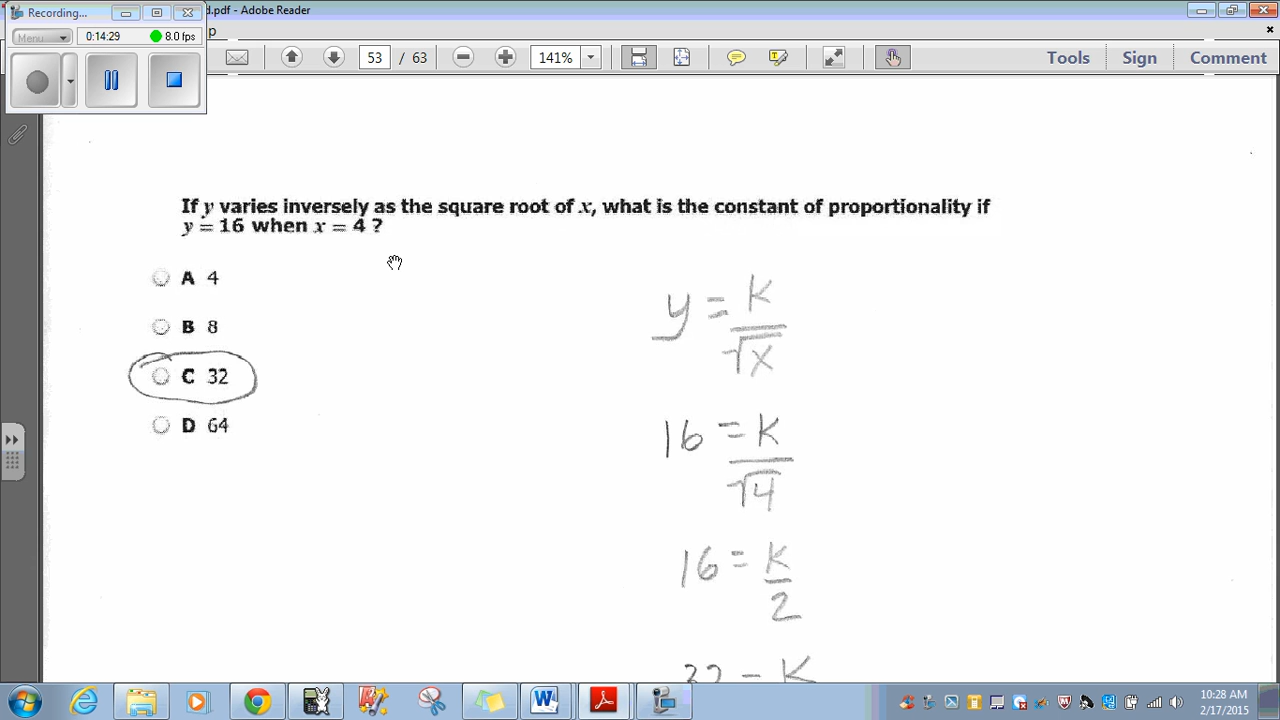 Recording...
d.pdf - Adobe Reader
Menu
0:14:29
8.0 fps
p
53 / 63
141%
Tools Sign Comment
If y varies inversely as the square root of x, what is the constant of proportionality if
y = 16 when x = 4 ?
A 4
B 8
C 32
D 64
y = K
√x
16 = K
√4
16 = K
2
32 = K
10:28 AM
2/17/2015